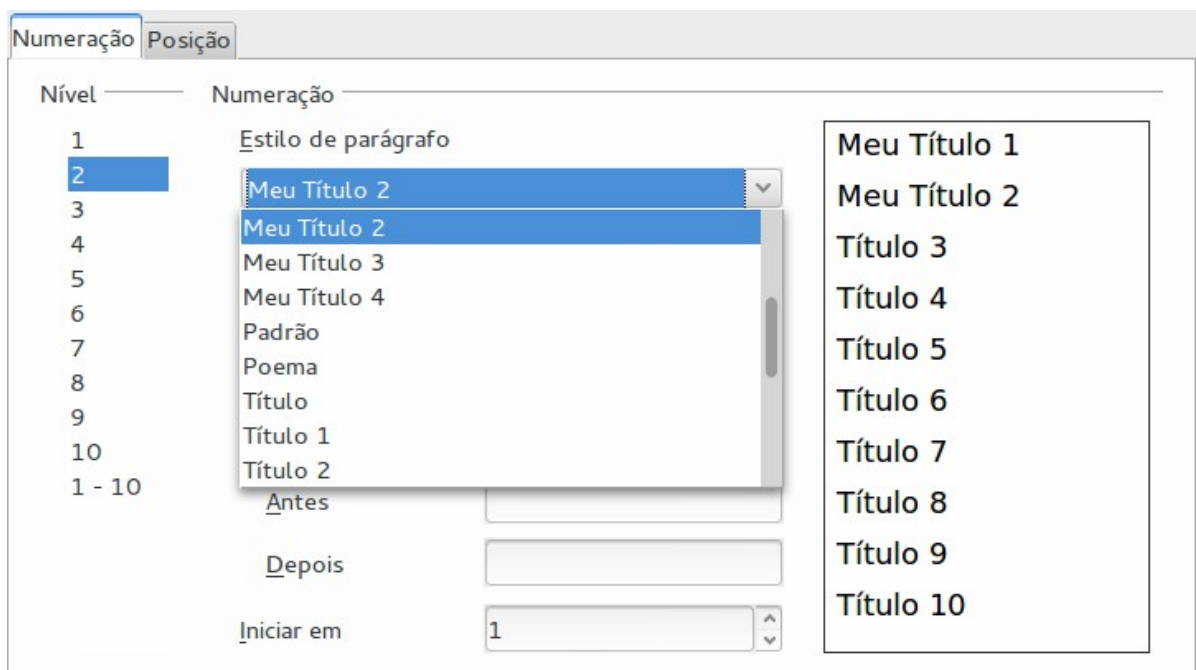 Numeração Posição
Nível Numeração
1
2
3
4
5
6
7
8
9
10
1 - 10
Estilo de parágrafo
Meu Título 2
Meu Título 2
Meu Título 3
Meu Título 4
Padrão
Poema
Título
Título 1
Título 2
Antes
Depois
Iniciar em 1
Meu Título 1
Meu Título 2
Título 3
Título 4
Título 5
Título 6
Título 7
Título 8
Título 9
Título 10